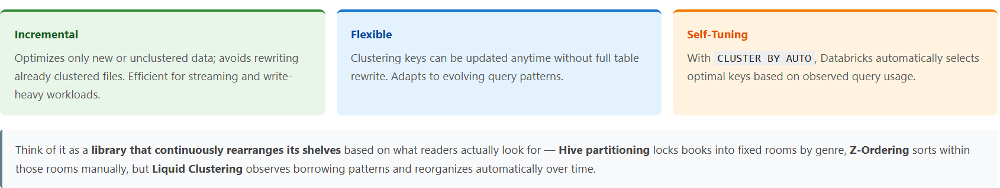 Incremental
Optimizes only new or unclustered data; avoids rewriting
already clustered files. Efficient for streaming and write-
heavy workloads.
Flexible
Clustering keys can be updated anytime without full table
rewrite. Adapts to evolving query patterns.
Self-Tuning
With CLUSTER BY AUTO, Databricks automatically selects
optimal keys based on observed query usage.
Think of it as a library that continuously rearranges its shelves based on what readers actually look for — Hive partitioning locks books into fixed rooms by genre, Z-Ordering sorts within
those rooms manually, but Liquid Clustering observes borrowing patterns and reorganizes automatically over time.